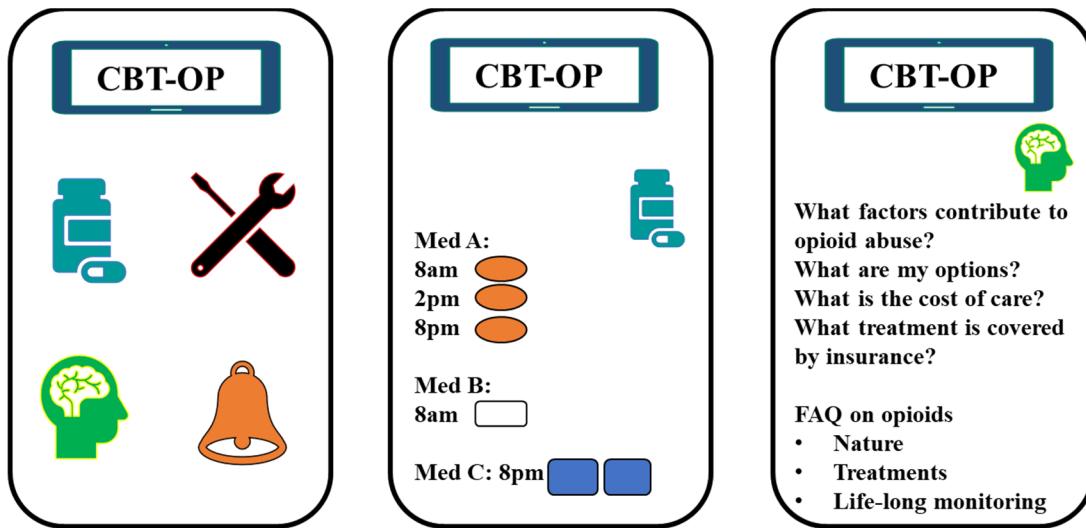 CBT-OP
CBT-OP
Med A:
8am
2pm
8pm
Med B:
8am
Med C: 8pm
CBT-OP
What factors contribute to
opioid abuse?
What are my options?
What is the cost of care?
What treatment is covered
by insurance?
FAQ on opioids
• Nature
• Treatments
• Life-long monitoring